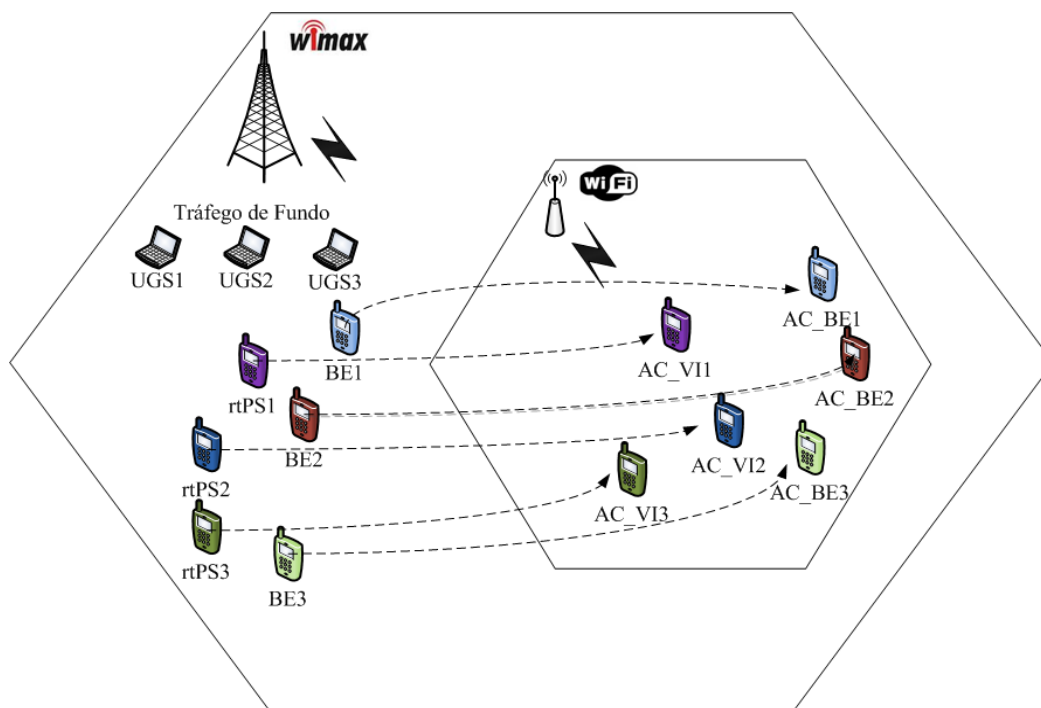 wimax
WiFi
Tráfego de Fundo
UGS1
UGS2
UGS3
AC_BE1
BE1
AC_VI1
rtPS1
AC_BE2
BE2
AC_VI2
rtPS2
AC_BE3
AC_VI3
rtPS3
BE3